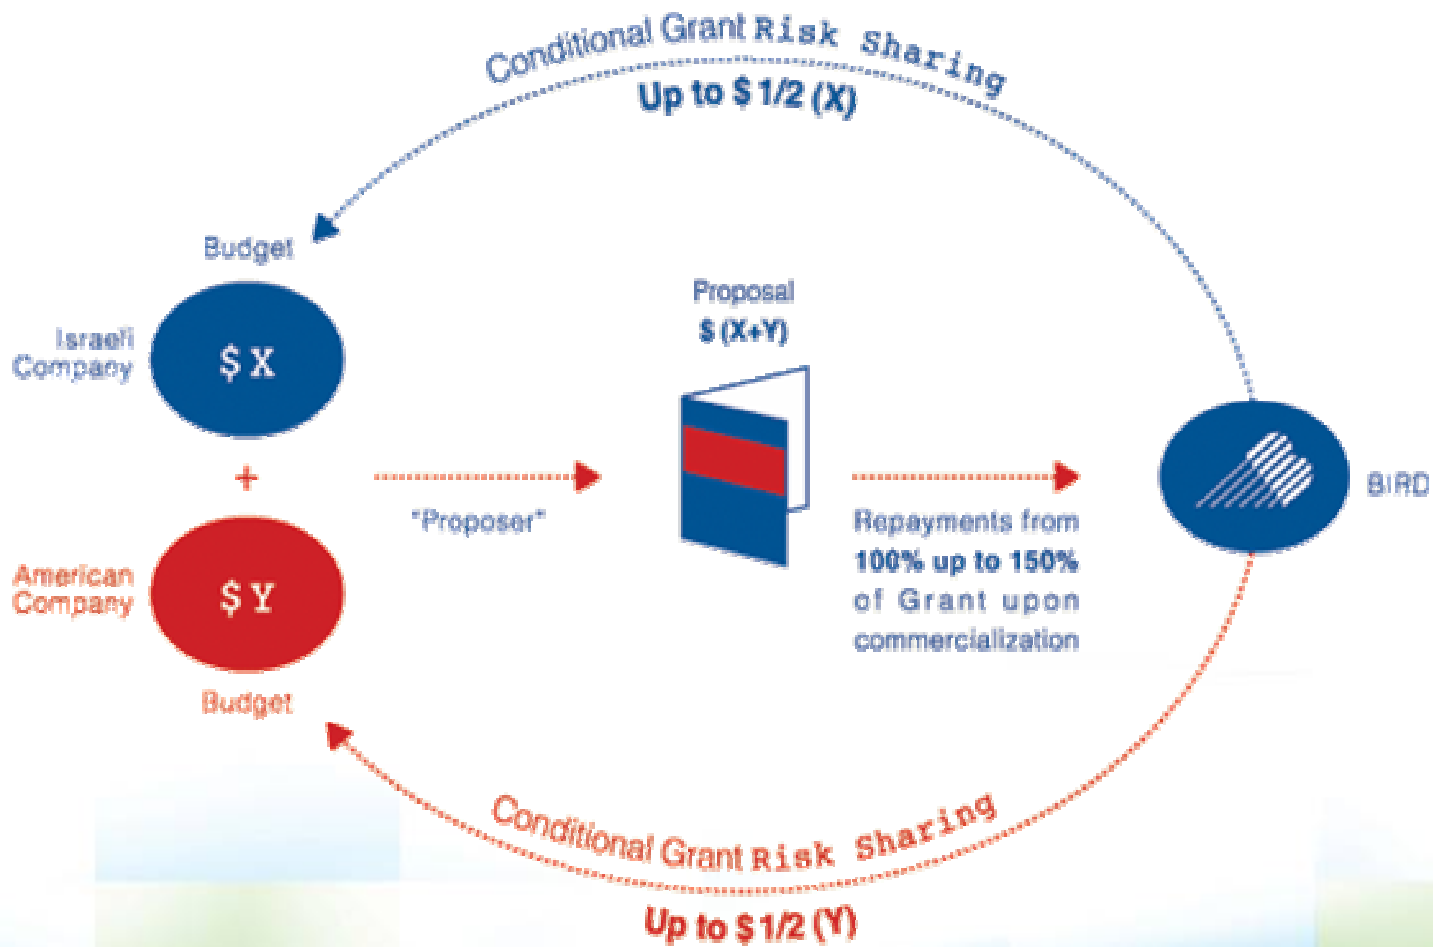 Conditional Grant Risk Sharing
Up to $ 1/2 (X)
Budget
Israeli
Company
$ X
+
American
Company
$ Y
Budget
"Proposer"
Proposal
$ (X+Y)
Repayments from
100% up to 150%
of Grant upon
commercialization
BIRD
Conditional Grant Risk Sharing
Up to $ 1/2 (Y)